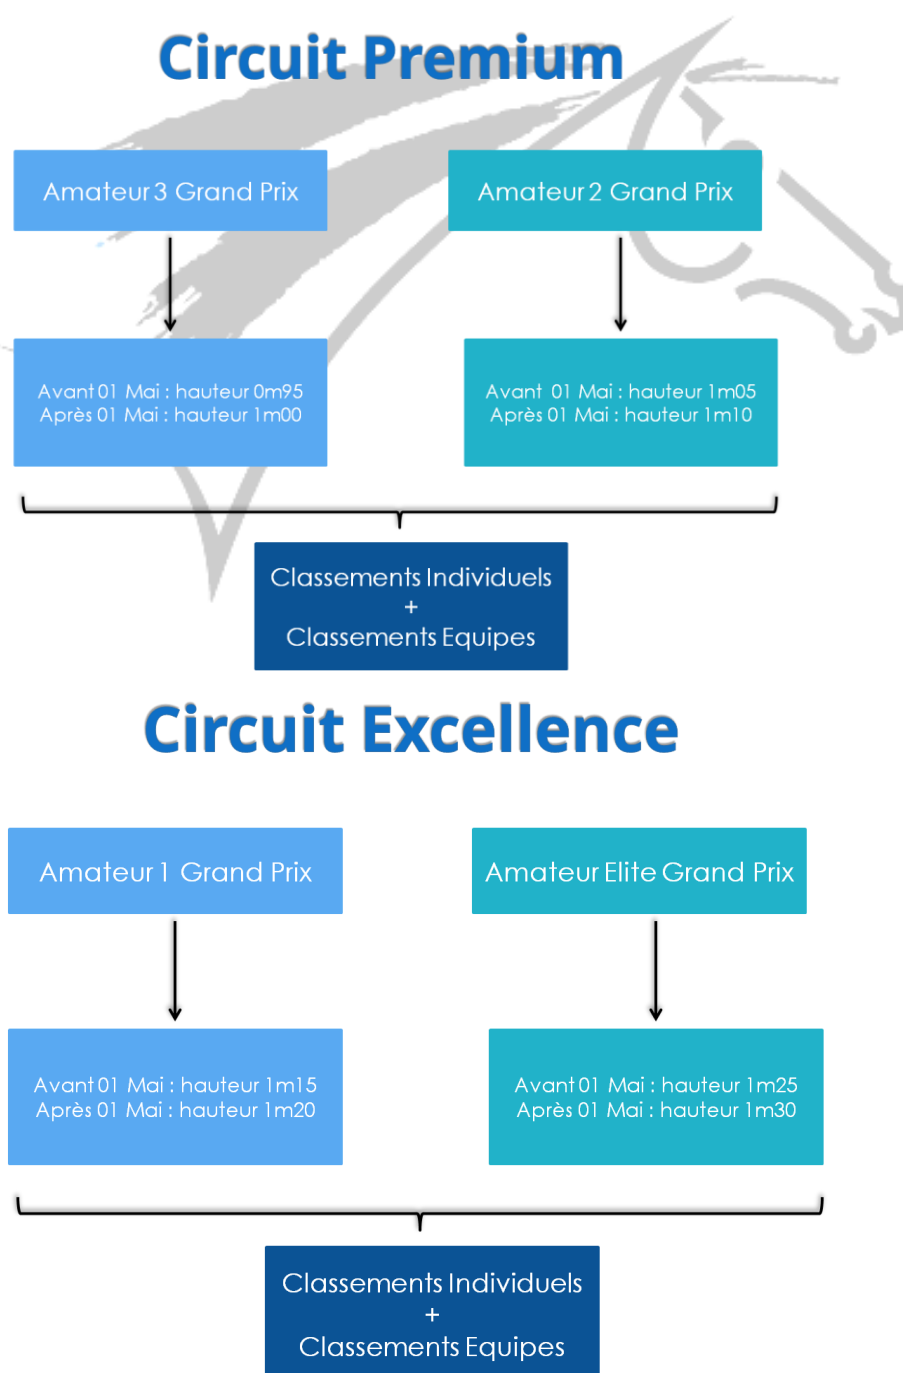 Circuit Premium
Amateur 3 Grand Prix
Amateur 2 Grand Prix
Avant 01 Mai : hauteur 0m95
Après 01 Mai : hauteur 1m00
Avant 01 Mai : hauteur 1m05
Après 01 Mai : hauteur 1m10
Classements Individuels
+
Classements Equipes
Circuit Excellence
Amateur 1 Grand Prix
Amateur Elite Grand Prix
Avant 01 Mai : hauteur 1m15
Après 01 Mai : hauteur 1m20
Avant 01 Mai : hauteur 1m25
Après 01 Mai : hauteur 1m30
Classements Individuels
+
Classements Equipes